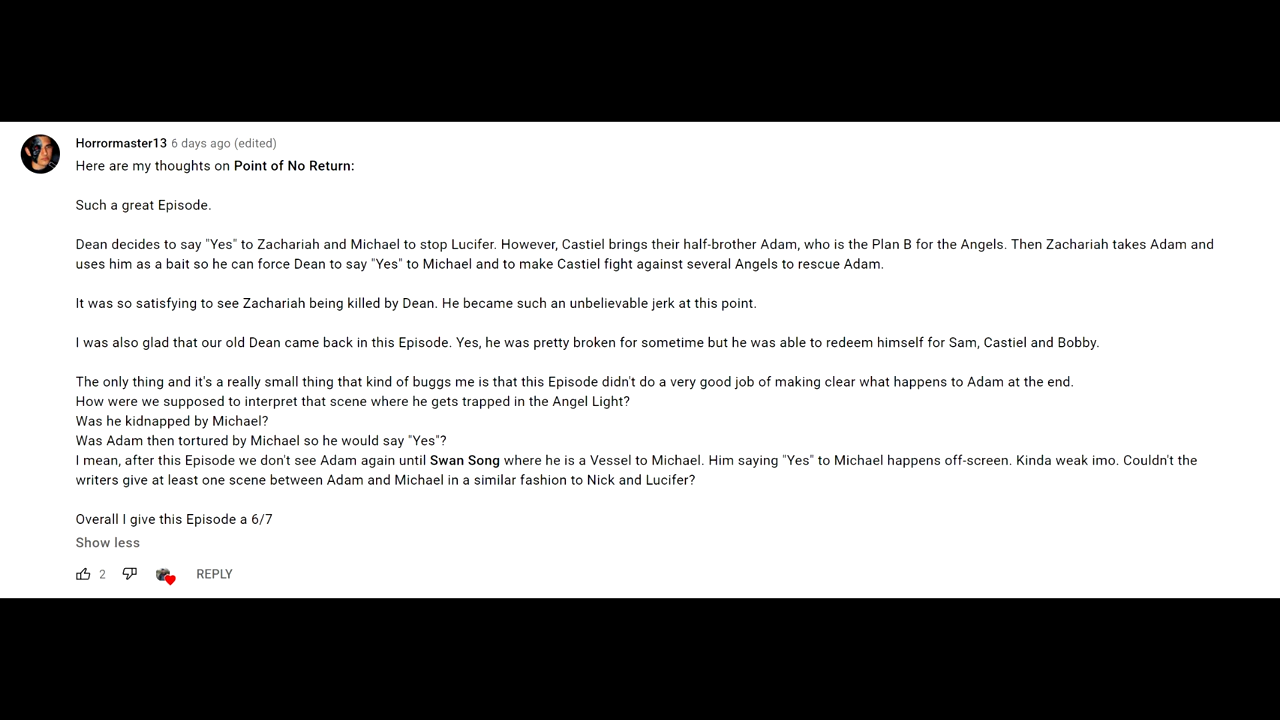 Horrormaster13 6 days ago (edited)
Here are my thoughts on Point of No Return:
Such a great Episode.
Dean decides to say "Yes" to Zachariah and Michael to stop Lucifer. However, Castiel brings their half-brother Adam, who is the Plan B for the Angels. Then Zachariah takes Adam and
uses him as a bait so he can force Dean to say "Yes" to Michael and to make Castiel fight against several Angels to rescue Adam.
It was so satisfying to see Zachariah being killed by Dean. He became such an unbelievable jerk at this point.
I was also glad that our old Dean came back in this Episode. Yes, he was pretty broken for sometime but he was able to redeem himself for Sam, Castiel and Bobby.
The only thing and it's a really small thing that kind of buggs me is that this Episode didn't do a very good job of making clear what happens to Adam at the end.
How were we supposed to interpret that scene where he gets trapped in the Angel Light?
Was he kidnapped by Michael?
Was Adam then tortured by Michael so he would say "Yes"?
I mean, after this Episode we don't see Adam again until Swan Song where he is a Vessel to Michael. Him saying "Yes" to Michael happens off-screen. Kinda weak imo. Couldn't the
writers give at least one scene between Adam and Michael in a similar fashion to Nick and Lucifer?
Overall I give this Episode a 6/7
Show less
2 REPLY